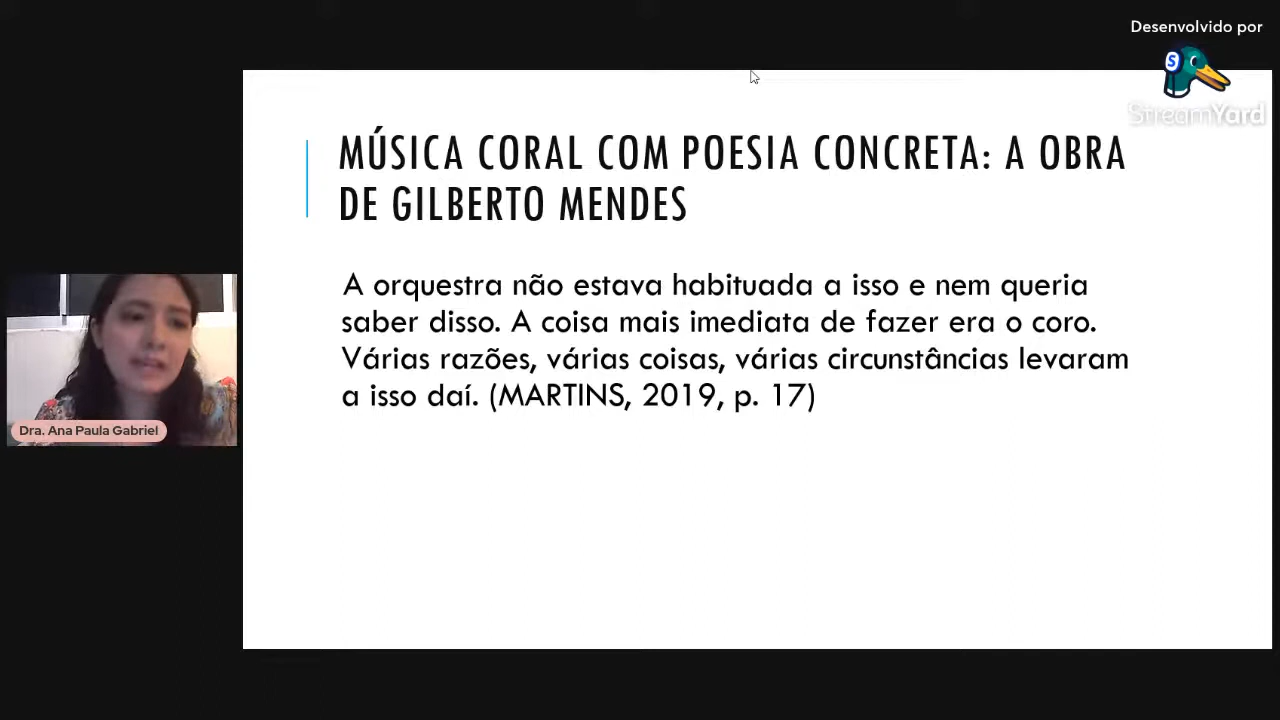 Desenvolvido por
StreamYard
MÚSICA CORAL COM POESIA CONCRETA: A OBRA
DE GILBERTO MENDES
A orquestra não estava habituada a isso e nem queria
saber disso. A coisa mais imediata de fazer era o coro.
Várias razões, várias coisas, várias circunstâncias levaram
a isso daí. (MARTINS, 2019, p. 17)
Dra. Ana Paula Gabriel